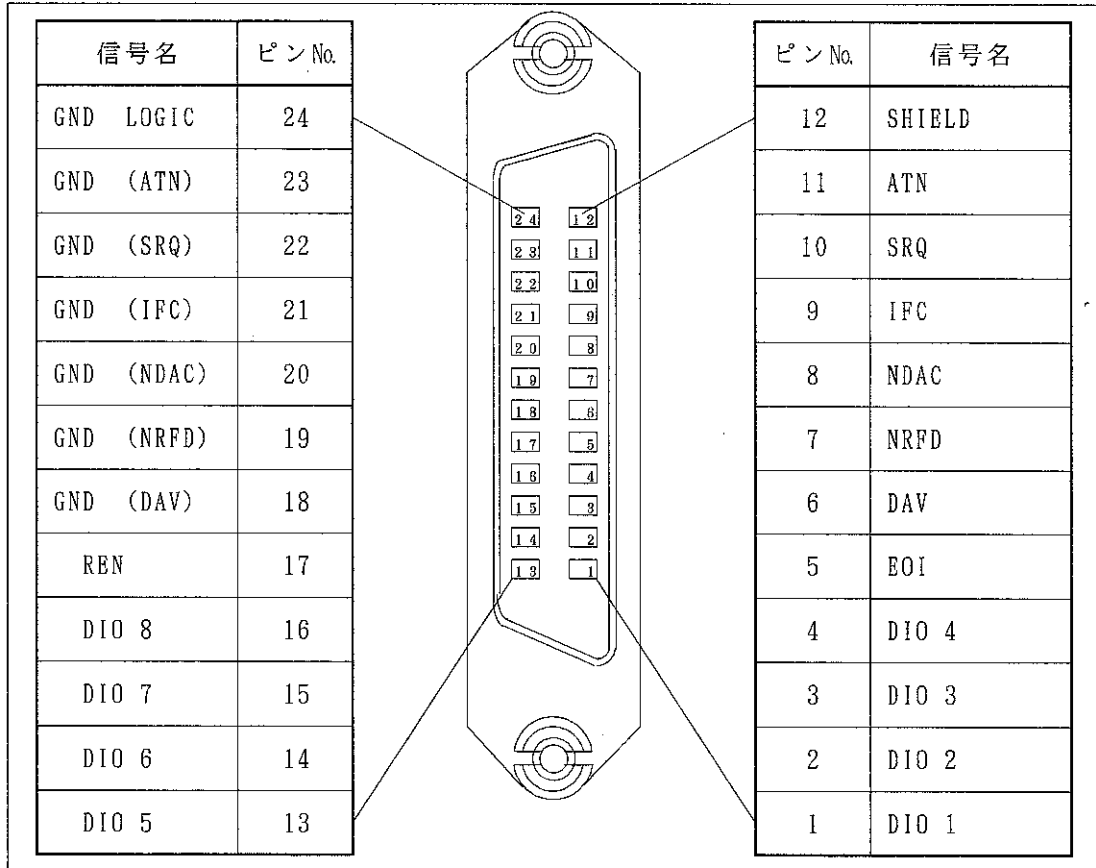 信号名 ピンNo.
GND LOGIC 24
GND (ATN) 23
GND (SRQ) 22
GND (IFC) 21
GND (NDAC) 20
GND (NRFD) 19
GND (DAV) 18
REN 17
DIO 8 16
DIO 7 15
DIO 6 14
DIO 5 13
24 12
23 11
22 10
21 9
20 8
19 7
18 6
17 5
16 4
15 3
14 2
13 1
ピンNo. 信号名
12 SHIELD
11 ATN
10 SRQ
9 IFC
8 NDAC
7 NRFD
6 DAV
5 EOI
4 DIO 4
3 DIO 3
2 DIO 2
1 DIO 1